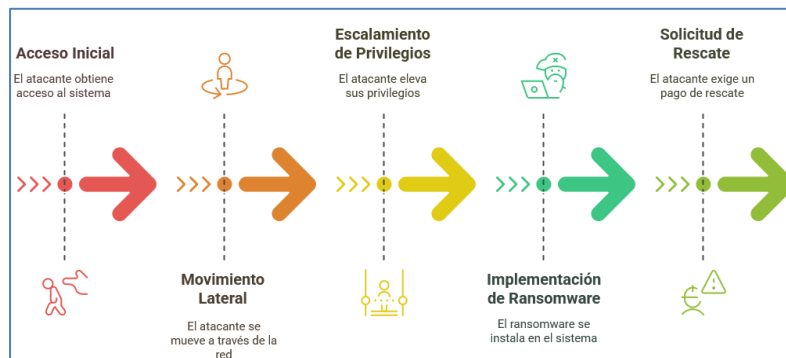 Acceso Inicial
El atacante obtiene
acceso al sistema
Movimiento
Lateral
El atacante se
mueve a través de la
red
Escalamiento
de Privilegios
El atacante eleva
sus privilegios
Implementación
de Ransomware
El ransomware se
instala en el sistema
Solicitud de
Rescate
El atacante exige un
pago de rescate